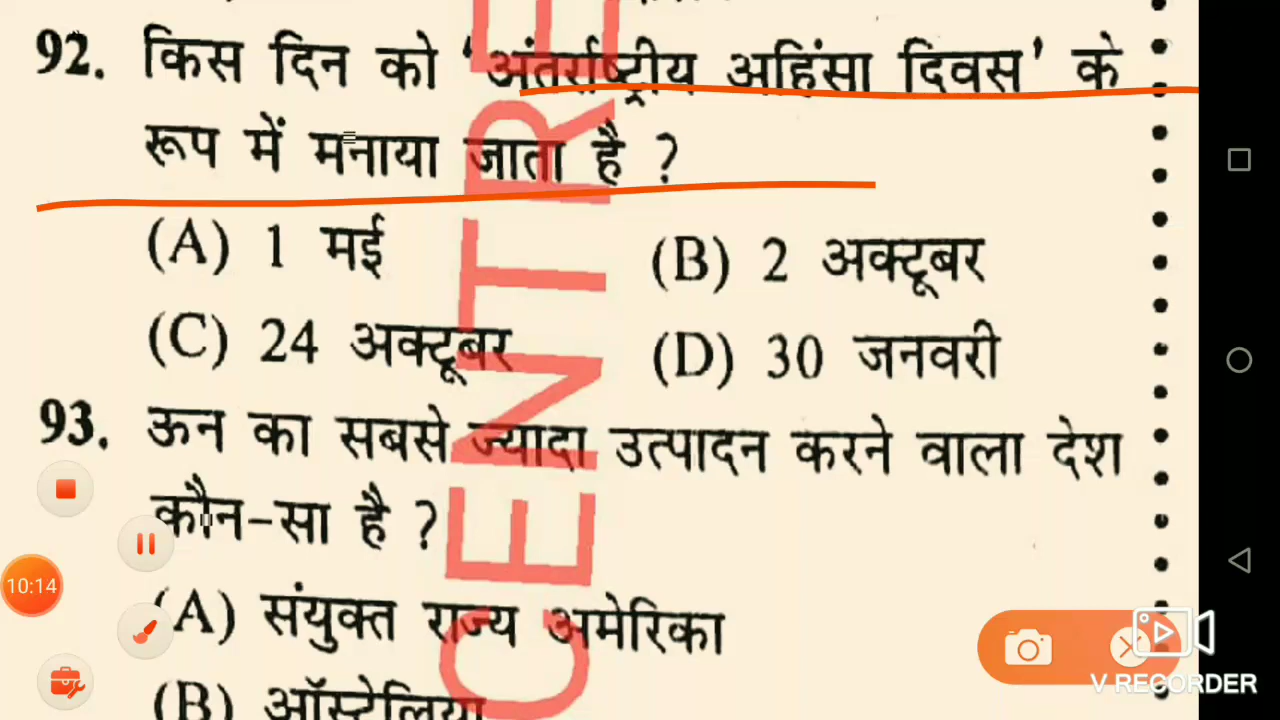 92. किस दिन को 'अंतर्राष्ट्रीय अहिंसा दिवस' के
रूप में मनाया जाता है ?
(A) 1 मई (B) 2 अक्टूबर
(C) 24 अक्टूबर (D) 30 जनवरी
93. ऊन का सबसे ज्यादा उत्पादन करने वाला देश
कौन-सा है ?
(A) संयुक्त राज्य अमेरिका
(B) ऑस्टेलिया
CENTRE
10:14
V RECORDER